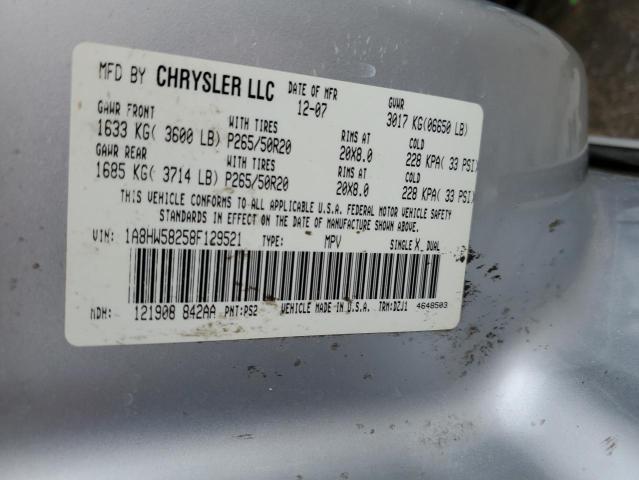 MFD BY CHRYSLER LLC DATE OF MFR GVWR
12-07 3017 KG(06650 LB)
GAWR FRONT WITH TIRES RIMS AT COLD
1633 KG( 3600 LB) P265/50R20 20X8.0 228 KPA( 33 PSI)
GAWR REAR WITH TIRES RIMS AT COLD
1685 KG( 3714 LB) P265/50R20 20X8.0 228 KPA( 33 PSI)
THIS VEHICLE CONFORMS TO ALL APPLICABLE U.S.A. FEDERAL MOTOR VEHICLE SAFETY
STANDARDS IN EFFECT ON THE DATE OF MANUFACTURE SHOWN ABOVE.
VIN: 1A8HW58258F129521 TYPE: MPV SINGLE X DUAL
MDH: 121908 842AA PNT:PS2 VEHICLE MADE IN U.S.A. TRM:DZJ1 4648503